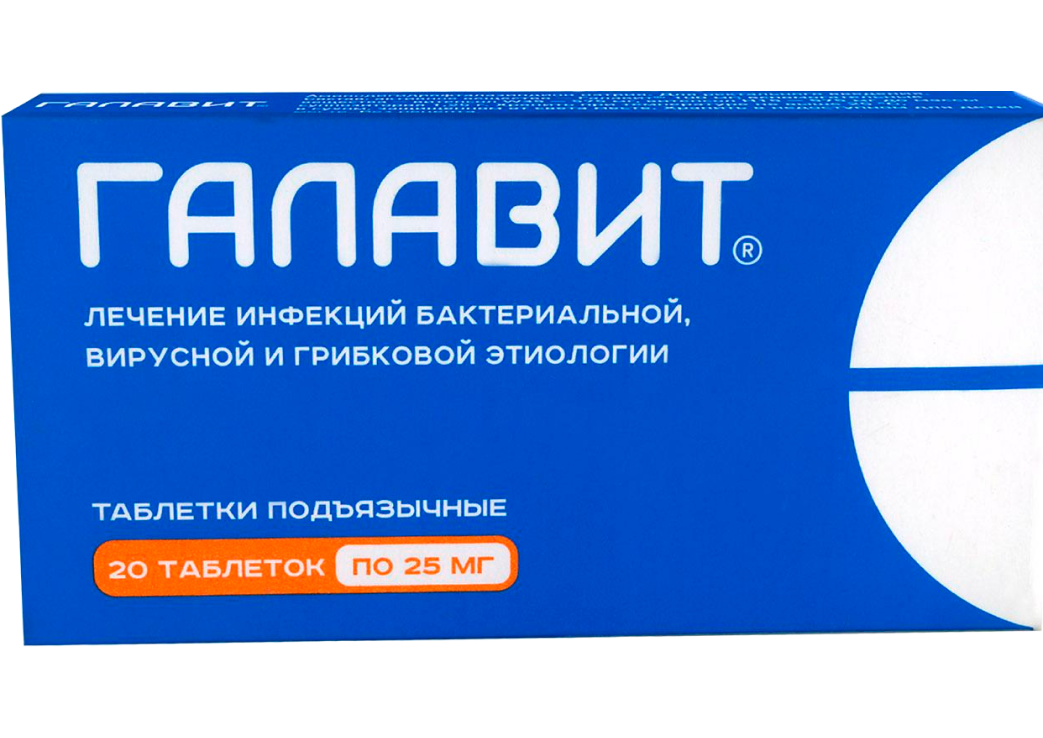 ГАЛАВИТ
ГАЛАВИТ®
ЛЕЧЕНИЕ ИНФЕКЦИЙ БАКТЕРИАЛЬНОЙ,
ВИРУСНОЙ И ГРИБКОВОЙ ЭТИОЛОГИИ
ТАБЛЕТКИ ПОДЪЯЗЫЧНЫЕ
20 ТАБЛЕТОК ПО 25 МГ